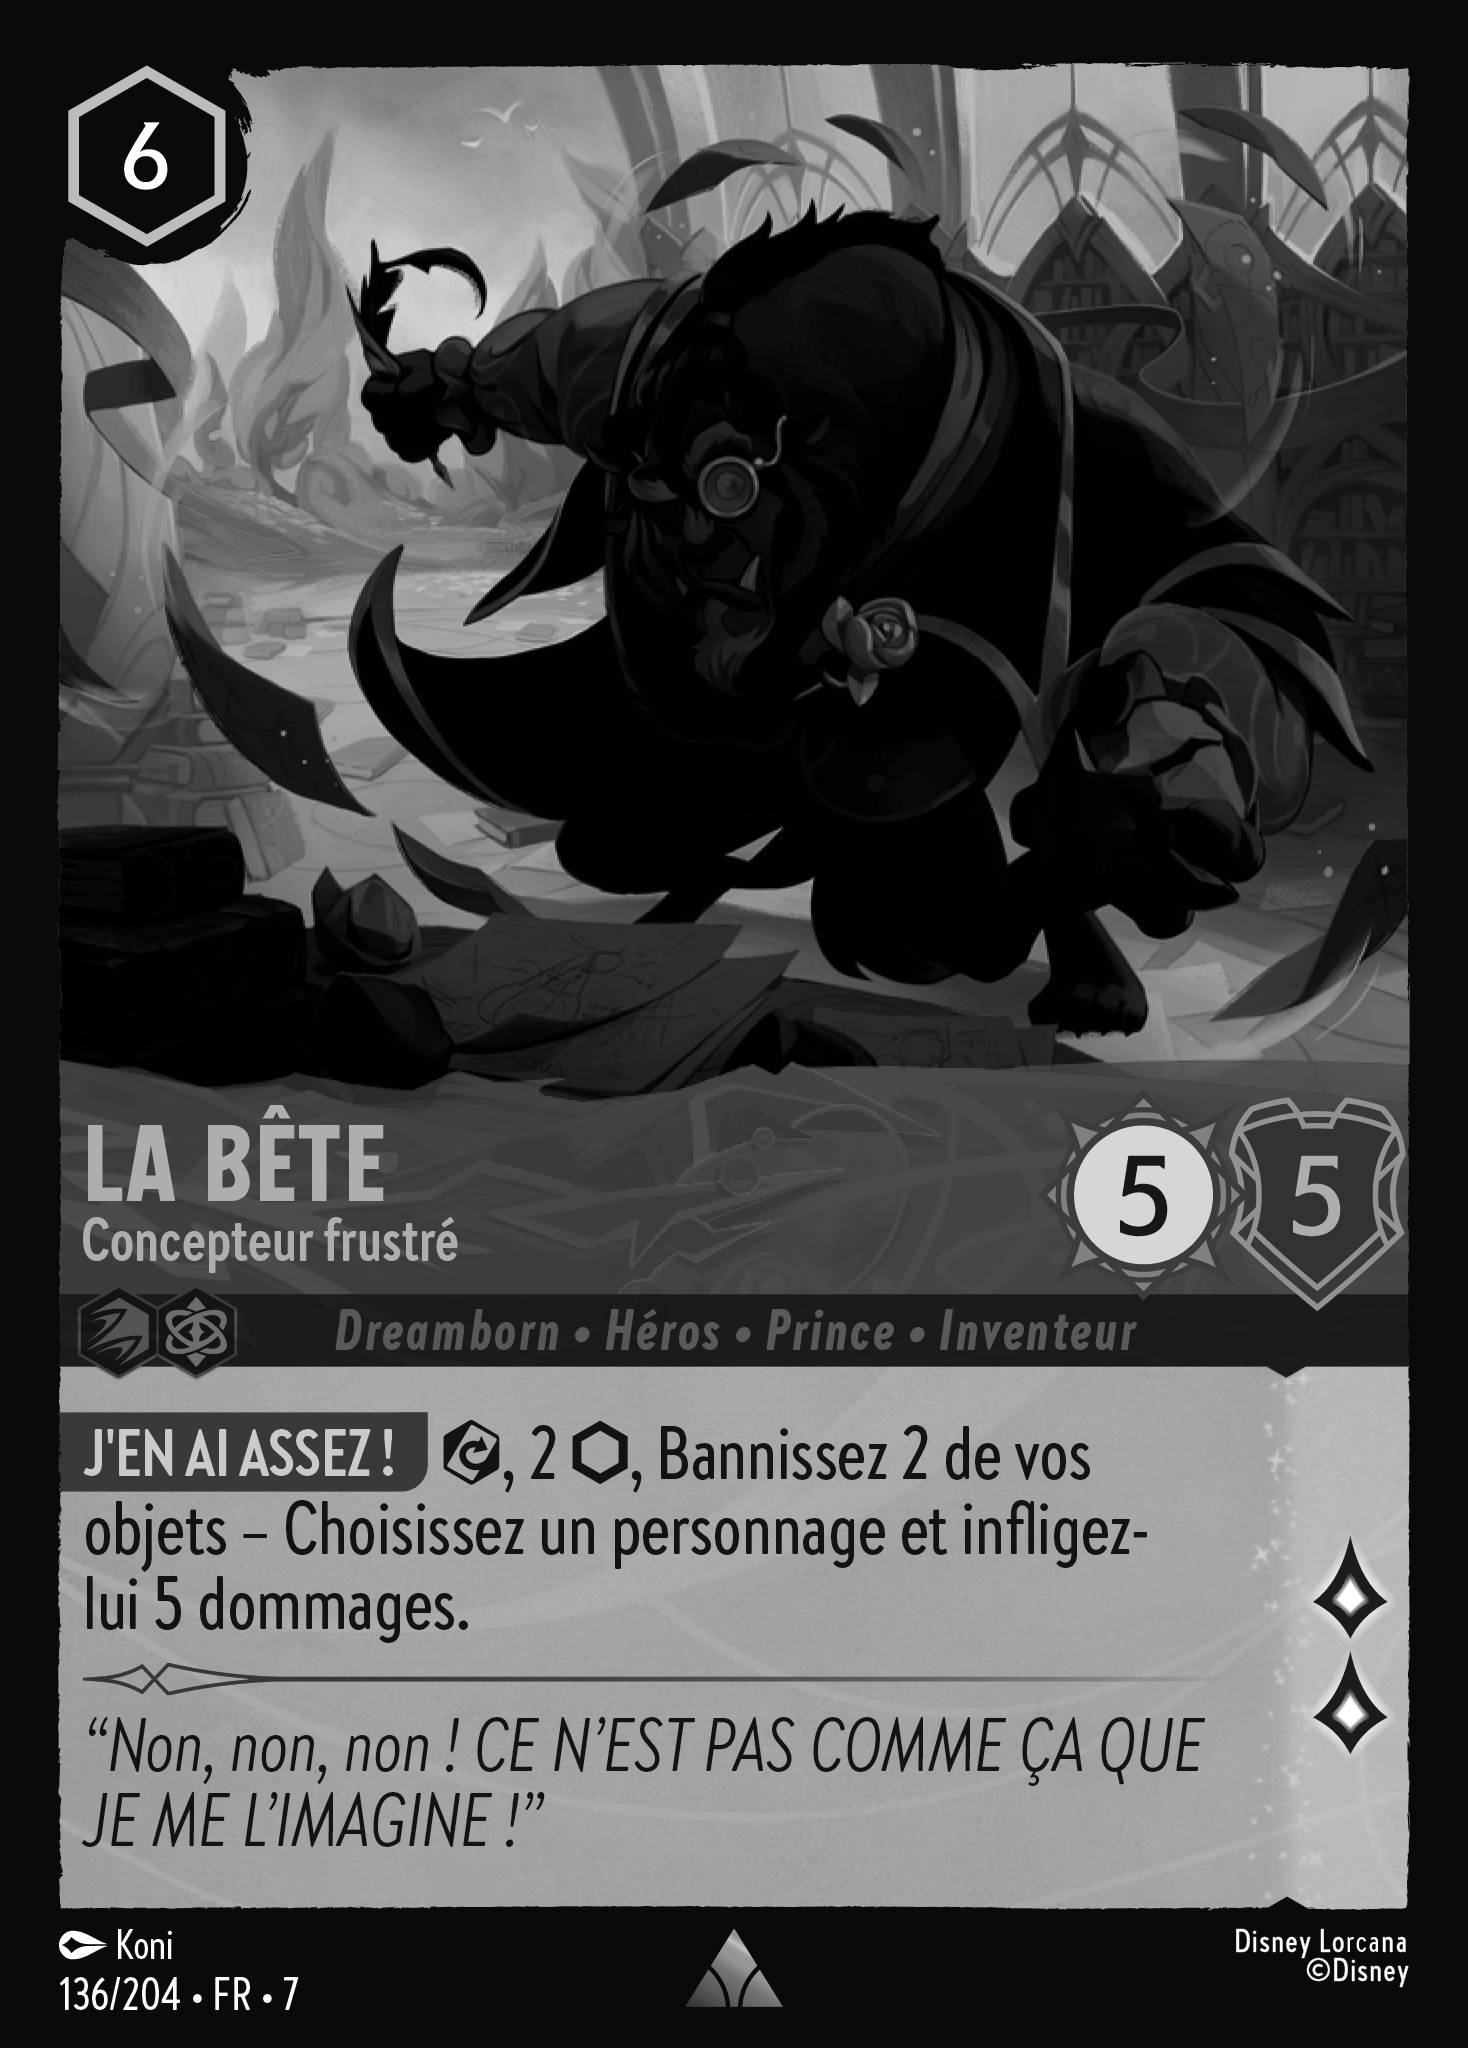 6
LA BÊTE
Concepteur frustré
5
5
Dreamborn • Héros • Prince • Inventeur
J'EN AI ASSEZ ! , 2 , Bannissez 2 de vos
objets – Choisissez un personnage et infligez-
lui 5 dommages.
“Non, non, non ! CE N’EST PAS COMME ÇA QUE
JE ME L’IMAGINE !”
Koni
136/204 • FR • 7
Disney Lorcana
©Disney